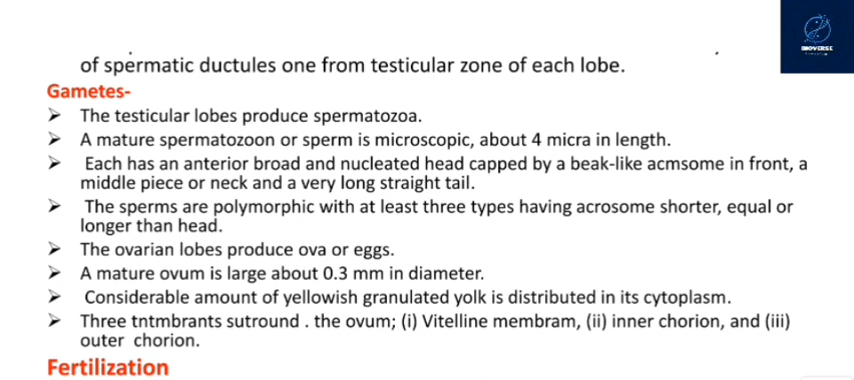 BIOVERSE
of spermatic ductules one from testicular zone of each lobe.
Gametes-
➤ The testicular lobes produce spermatozoa.
➤ A mature spermatozoon or sperm is microscopic, about 4 micra in length.
➤ Each has an anterior broad and nucleated head capped by a beak-like acmsome in front, a
middle piece or neck and a very long straight tail.
➤ The sperms are polymorphic with at least three types having acrosome shorter, equal or
longer than head.
➤ The ovarian lobes produce ova or eggs.
➤ A mature ovum is large about 0.3 mm in diameter.
➤ Considerable amount of yellowish granulated yolk is distributed in its cytoplasm.
➤ Three tntmbrants sutround . the ovum; (i) Vitelline membram, (ii) inner chorion, and (iii)
outer chorion.
Fertilization